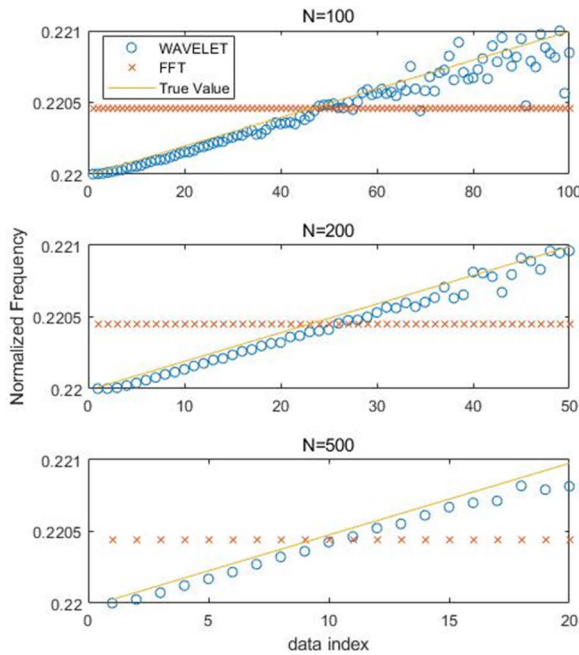 N=100
0.221
0.2205
0.22
WAVELET
FFT
True Value
0 20 40 60 80 100
N=200
0.221
0.2205
0.22
0 10 20 30 40 50
Normalized Frequency
N=500
0.221
0.2205
0.22
0 5 10 15 20
data index